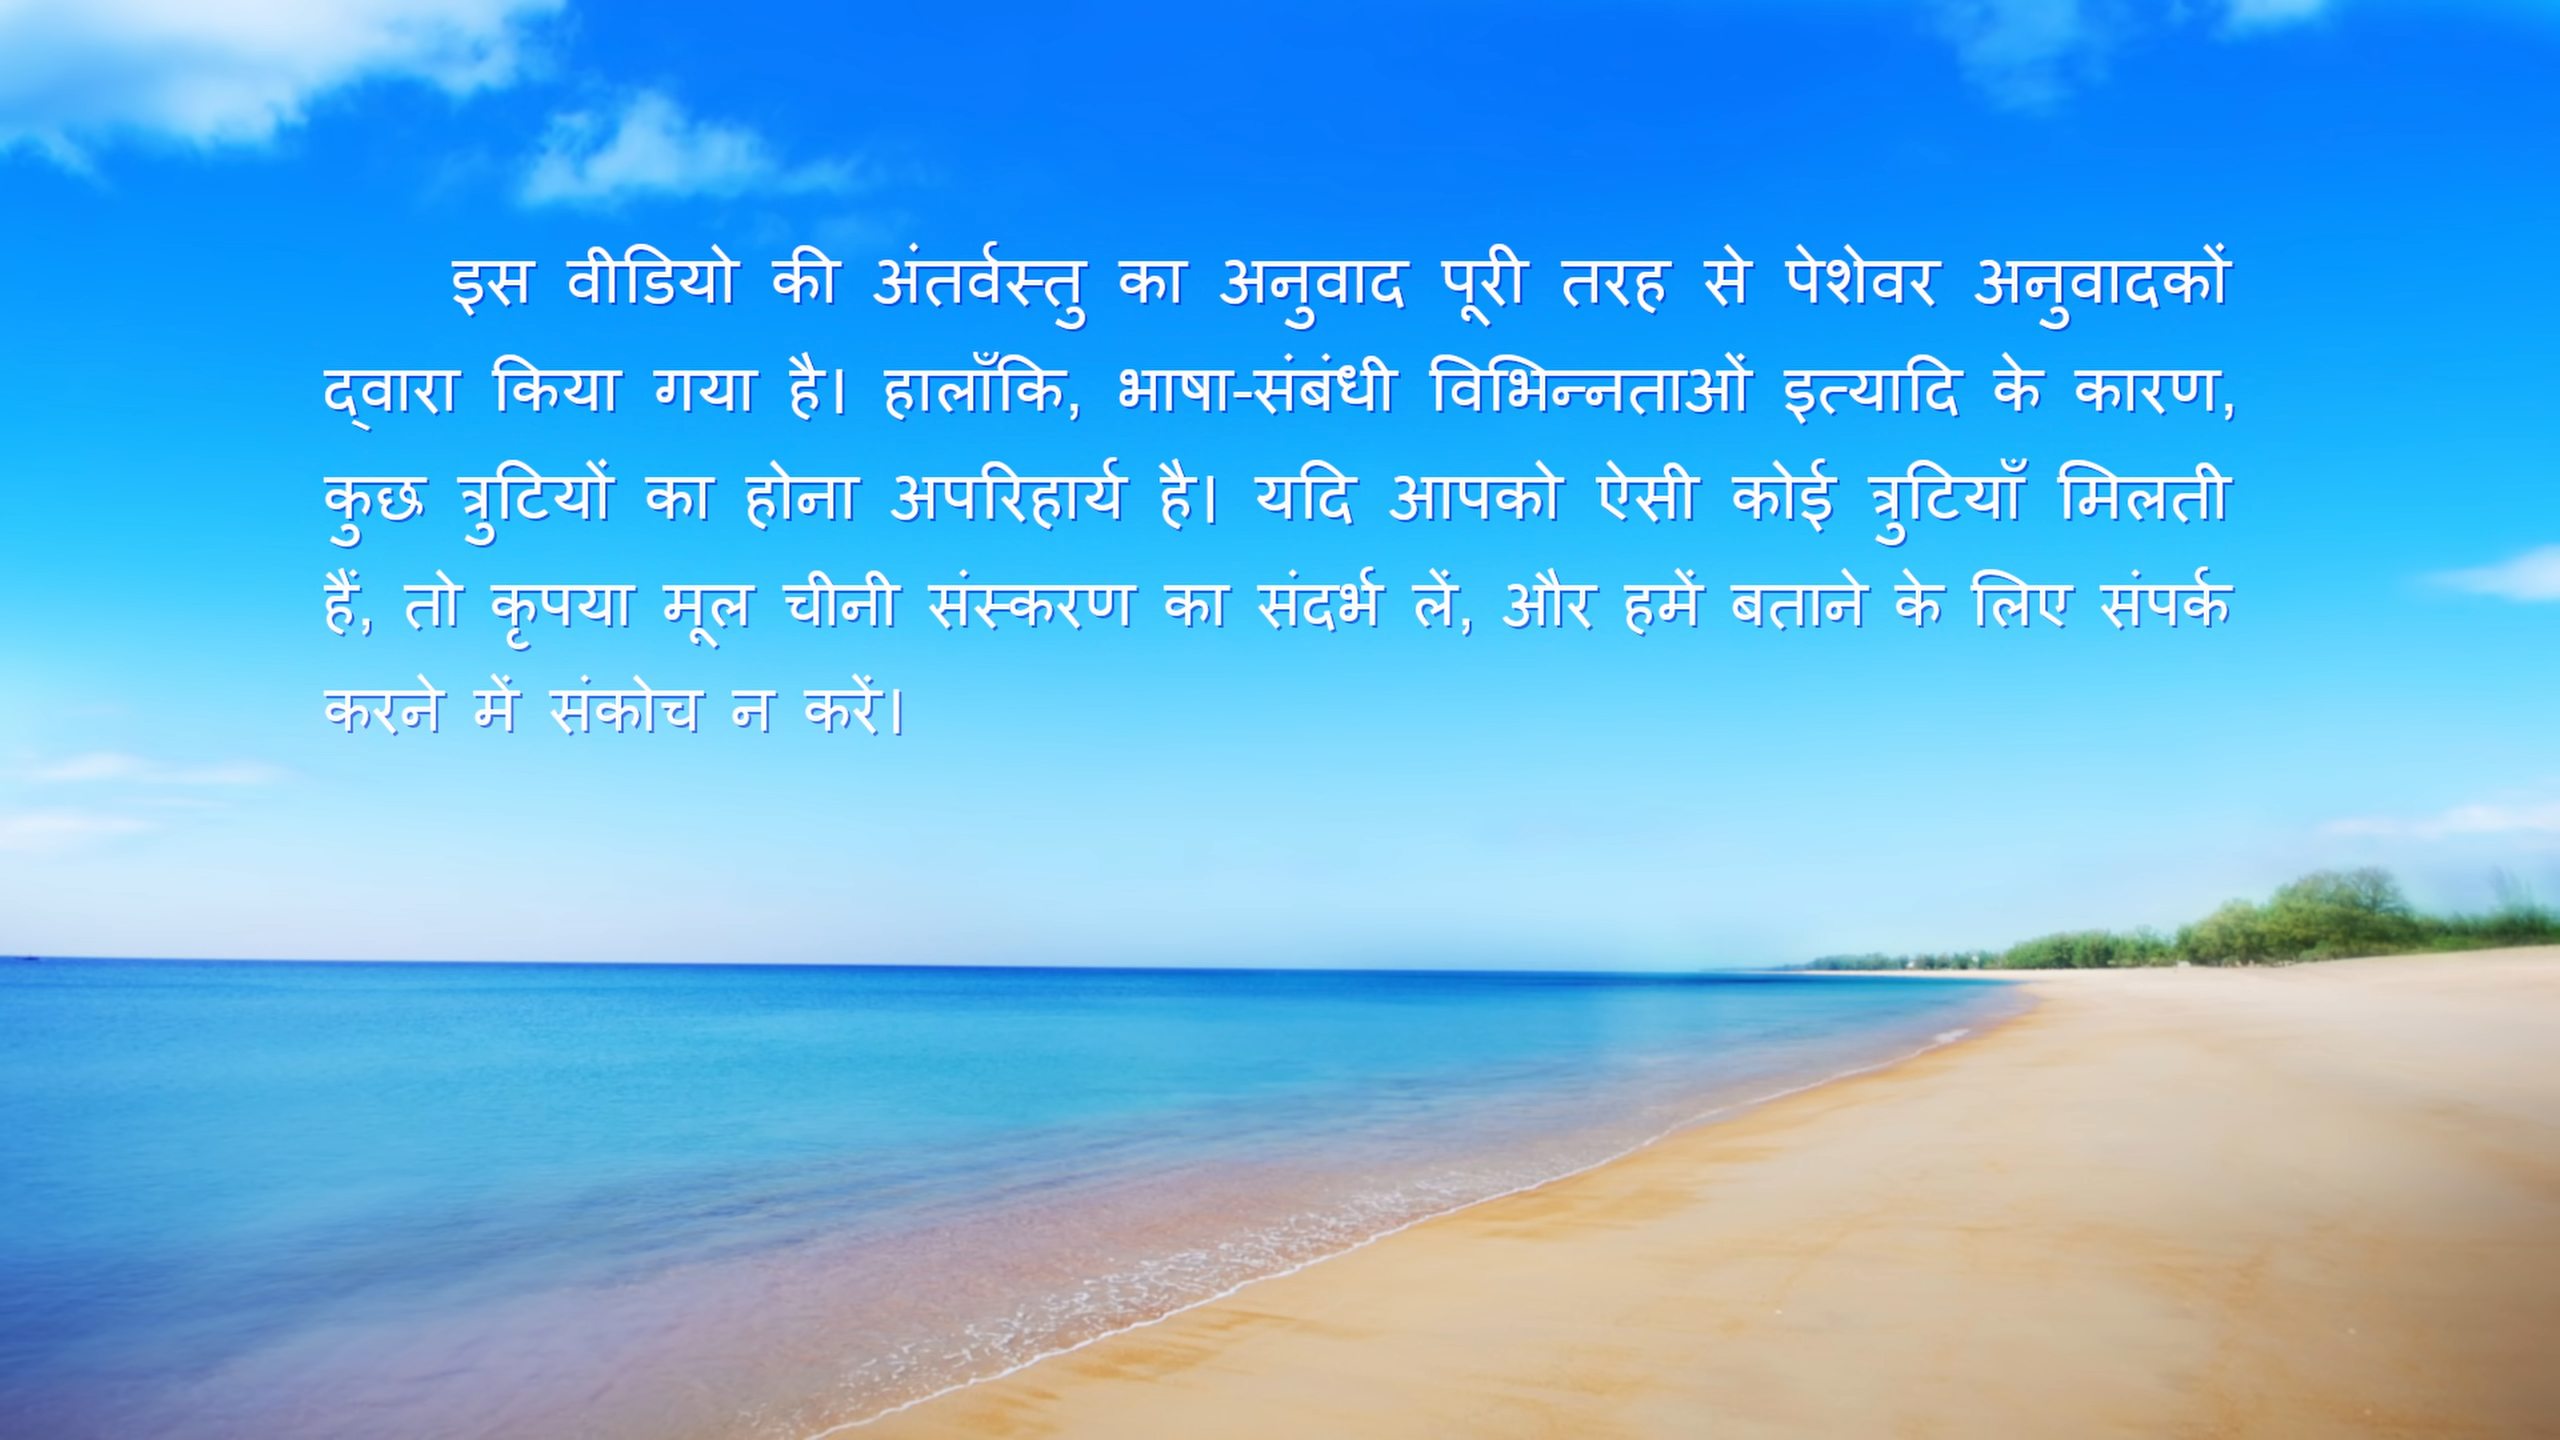 इस वीडियो की अंतर्वस्तु का अनुवाद पूरी तरह से पेशेवर अनुवादकों
द्‌वारा किया गया है। हालाँकि, भाषा-संबंधी विभिन्नताओं इत्यादि के कारण,
कुछ त्रुटियों का होना अपरिहार्य है। यदि आपको ऐसी कोई त्रुटियाँ मिलती
हैं, तो कृपया मूल चीनी संस्करण का संदर्भ लें, और हमें बताने के लिए संपर्क
करने में संकोच न करें।